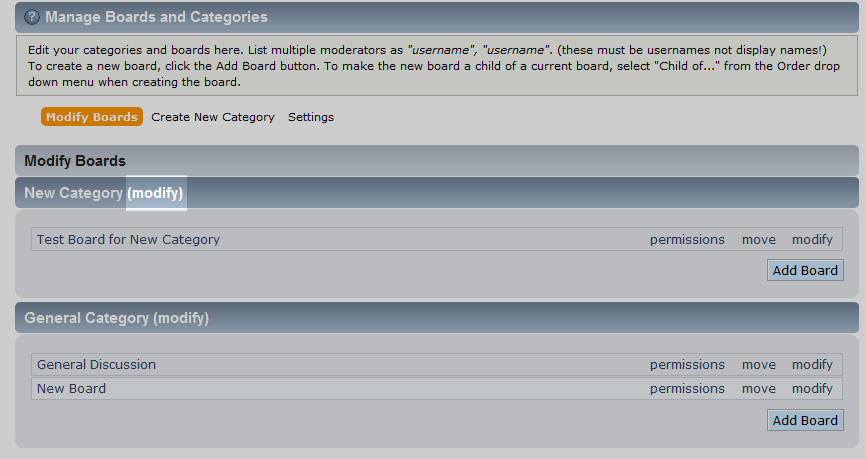 Manage Boards and Categories
Edit your categories and boards here. List multiple moderators as "username", "username". (these must be usernames not display names!)
To create a new board, click the Add Board button. To make the new board a child of a current board, select "Child of..." from the Order drop
down menu when creating the board.
Modify Boards Create New Category Settings
Modify Boards
New Category (modify)
Test Board for New Category permissions move modify
Add Board
General Category (modify)
General Discussion permissions move modify
New Board permissions move modify
Add Board